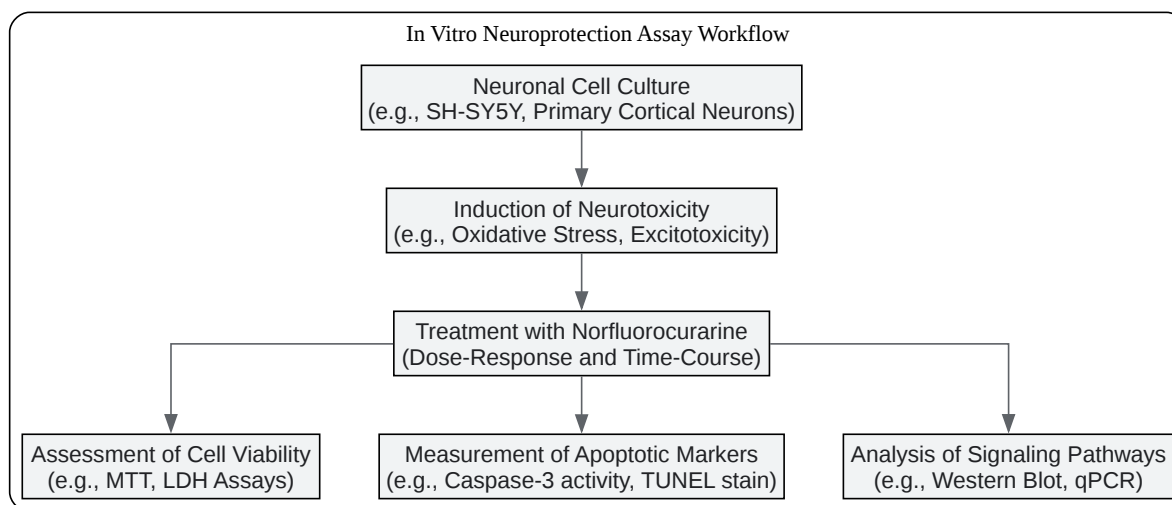 In Vitro Neuroprotection Assay Workflow
Neuronal Cell Culture
(e.g., SH-SY5Y, Primary Cortical Neurons)
Induction of Neurotoxicity
(e.g., Oxidative Stress, Excitotoxicity)
Treatment with Norfluorocurarine
(Dose-Response and Time-Course)
Assessment of Cell Viability
(e.g., MTT, LDH Assays)
Measurement of Apoptotic Markers
(e.g., Caspase-3 activity, TUNEL stain)
Analysis of Signaling Pathways
(e.g., Western Blot, qPCR)